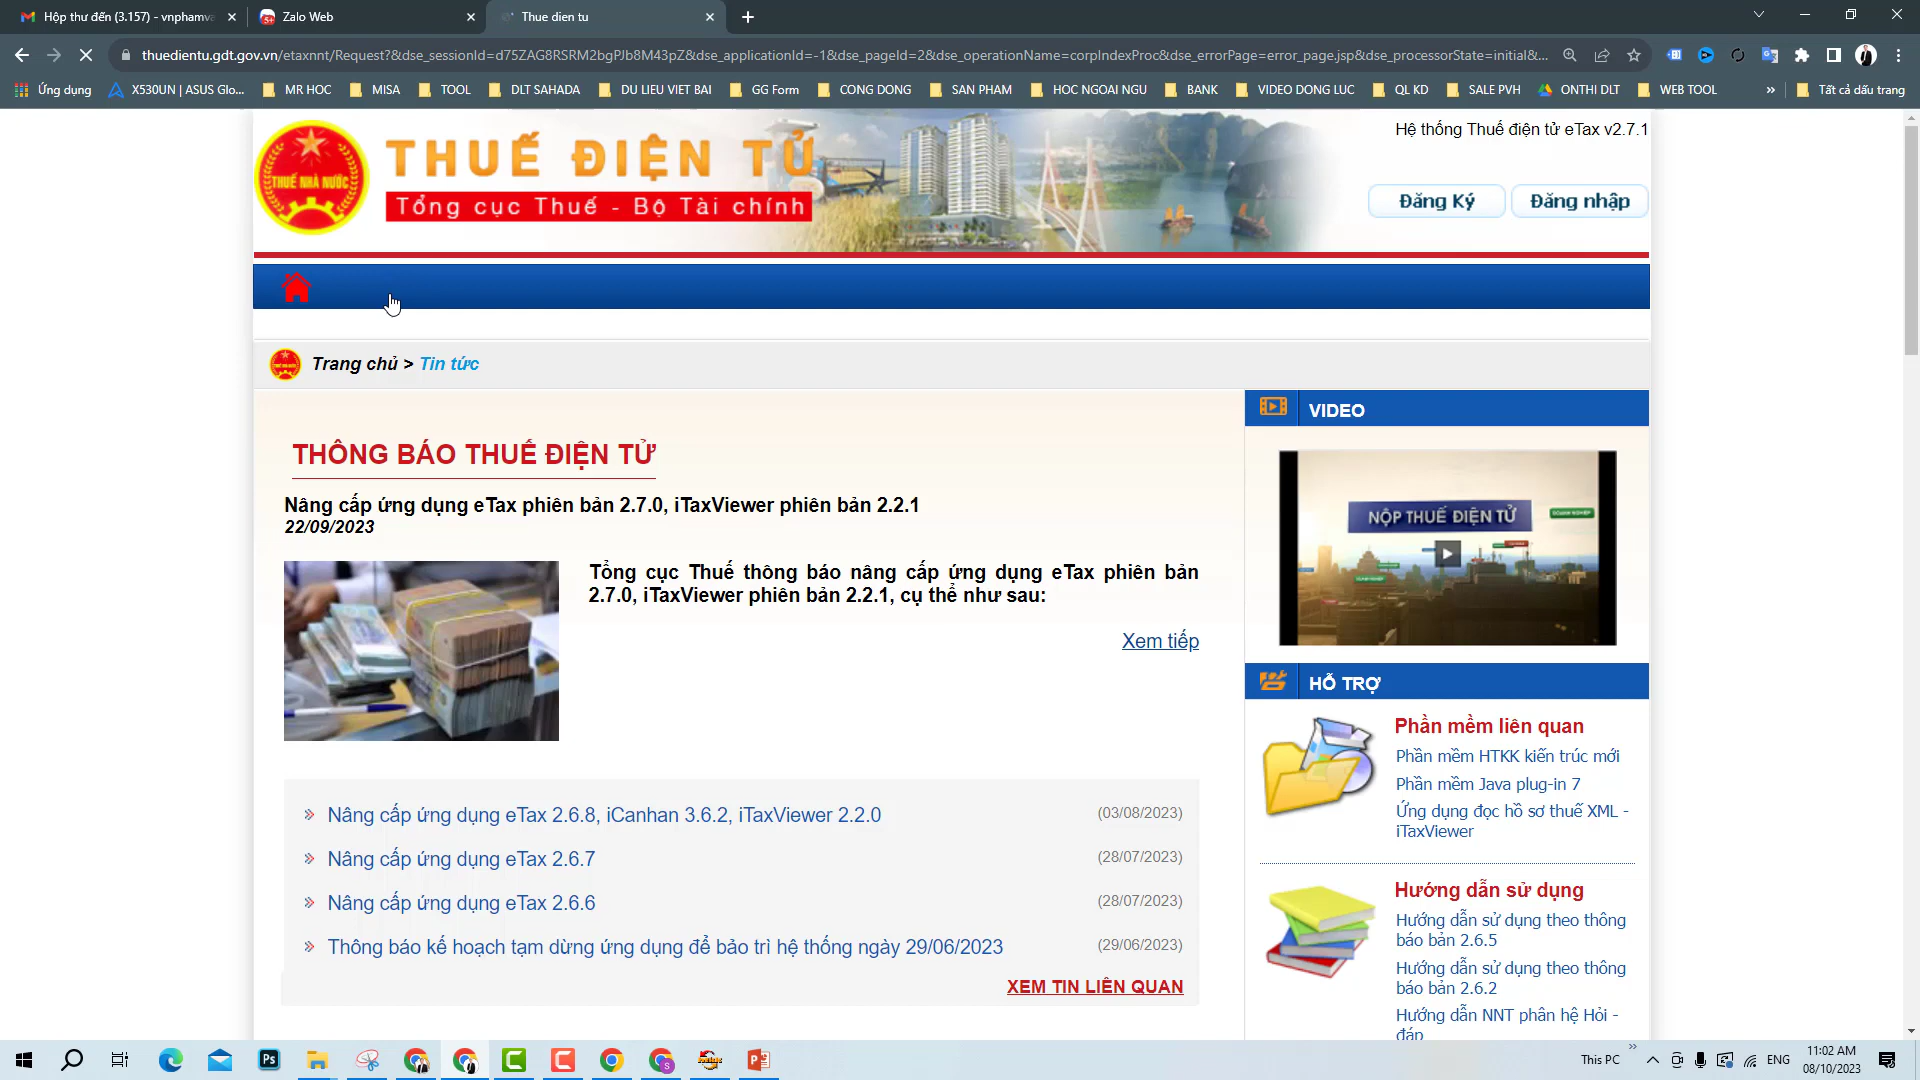 Hộp thư đến (3.157) - vnphamva
Zalo Web
Thue dien tu
thuedientu.gdt.gov.vn/etaxnnt/Request?&dse_sessionId=d75ZAG8RSRM2bgPJb8M43pZ&dse_applicationId=-1&dse_pageId=2&dse_operationName=corpIndexProc&dse_errorPage=error_page.jsp&dse_processorState=initial&...
Ứng dụng
X530UN | ASUS Glo...
MR HOC
MISA
TOOL
DLT SAHADA
DU LIEU VIET BAI
GG Form
CONG DONG
SAN PHAM
HOC NGOAI NGU
BANK
VIDEO DONG LUC
QL KD
SALE PVH
ONTHI DLT
WEB TOOL
»
Tất cả dấu trang
THUẾ NHÀ NƯỚC
THUẾ ĐIỆN TỬ
Tổng cục Thuế - Bộ Tài chính
Hệ thống Thuế điện tử eTax v2.7.1
Đăng Ký
Đăng nhập
Trang chủ > Tin tức
THÔNG BÁO THUẾ ĐIỆN TỬ
Nâng cấp ứng dụng eTax phiên bản 2.7.0, iTaxViewer phiên bản 2.2.1
22/09/2023
Tổng cục Thuế thông báo nâng cấp ứng dụng eTax phiên bản
2.7.0, iTaxViewer phiên bản 2.2.1, cụ thể như sau:
Xem tiếp
Nâng cấp ứng dụng eTax 2.6.8, iCanhan 3.6.2, iTaxViewer 2.2.0
(03/08/2023)
Nâng cấp ứng dụng eTax 2.6.7
(28/07/2023)
Nâng cấp ứng dụng eTax 2.6.6
(28/07/2023)
Thông báo kế hoạch tạm dừng ứng dụng để bảo trì hệ thống ngày 29/06/2023
(29/06/2023)
XEM TIN LIÊN QUAN
VIDEO
NỘP THUẾ ĐIỆN TỬ
HỖ TRỢ
Phần mềm liên quan
Phần mềm HTKK kiến trúc mới
Phần mềm Java plug-in 7
Ứng dụng đọc hồ sơ thuế XML -
iTaxViewer
Hướng dẫn sử dụng
Hướng dẫn sử dụng theo thông
báo bản 2.6.5
Hướng dẫn sử dụng theo thông
báo bản 2.6.2
Hướng dẫn NNT phân hệ Hỏi -
đáp
This PC
ENG
11:02 AM
08/10/2023